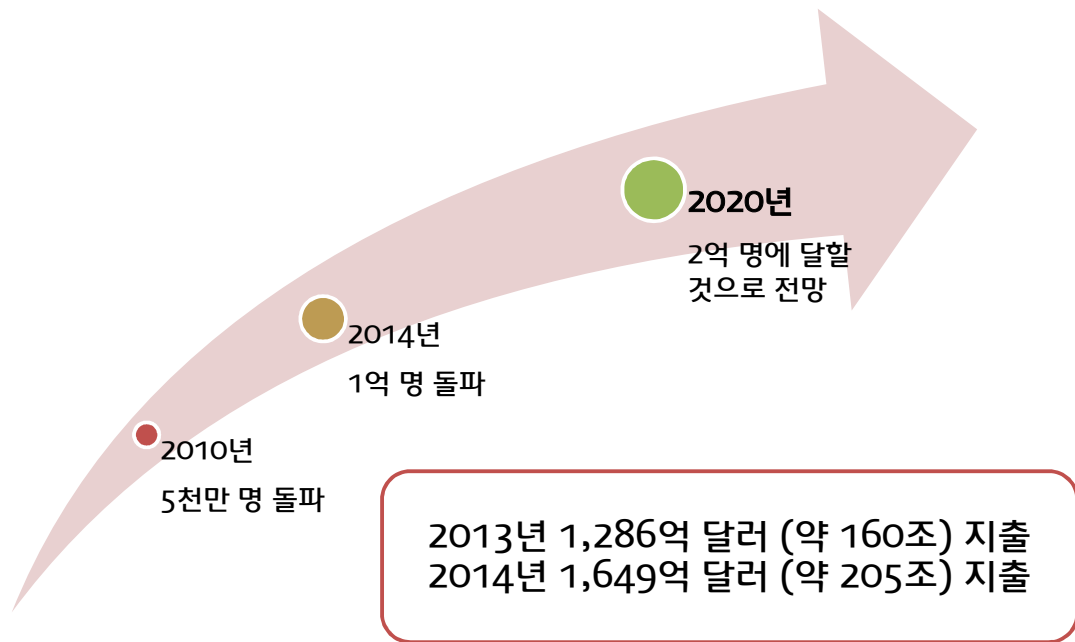 2020년
2억 명에 달할
것으로 전망
2014년
1억 명 돌파
2010년
5천만 명 돌파
2013년 1,286억 달러 (약 160조) 지출
2014년 1,649억 달러 (약 205조) 지출